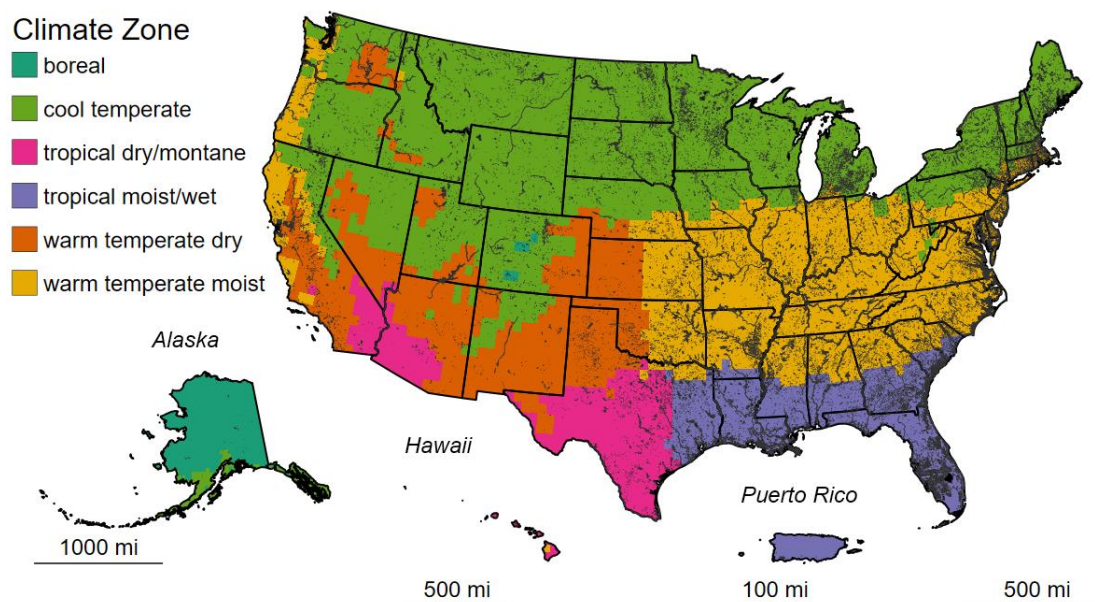 Climate Zone
boreal
cool temperate
tropical dry/montane
tropical moist/wet
warm temperate dry
warm temperate moist
Alaska
Hawaii
Puerto Rico
1000 mi
500 mi
100 mi
500 mi